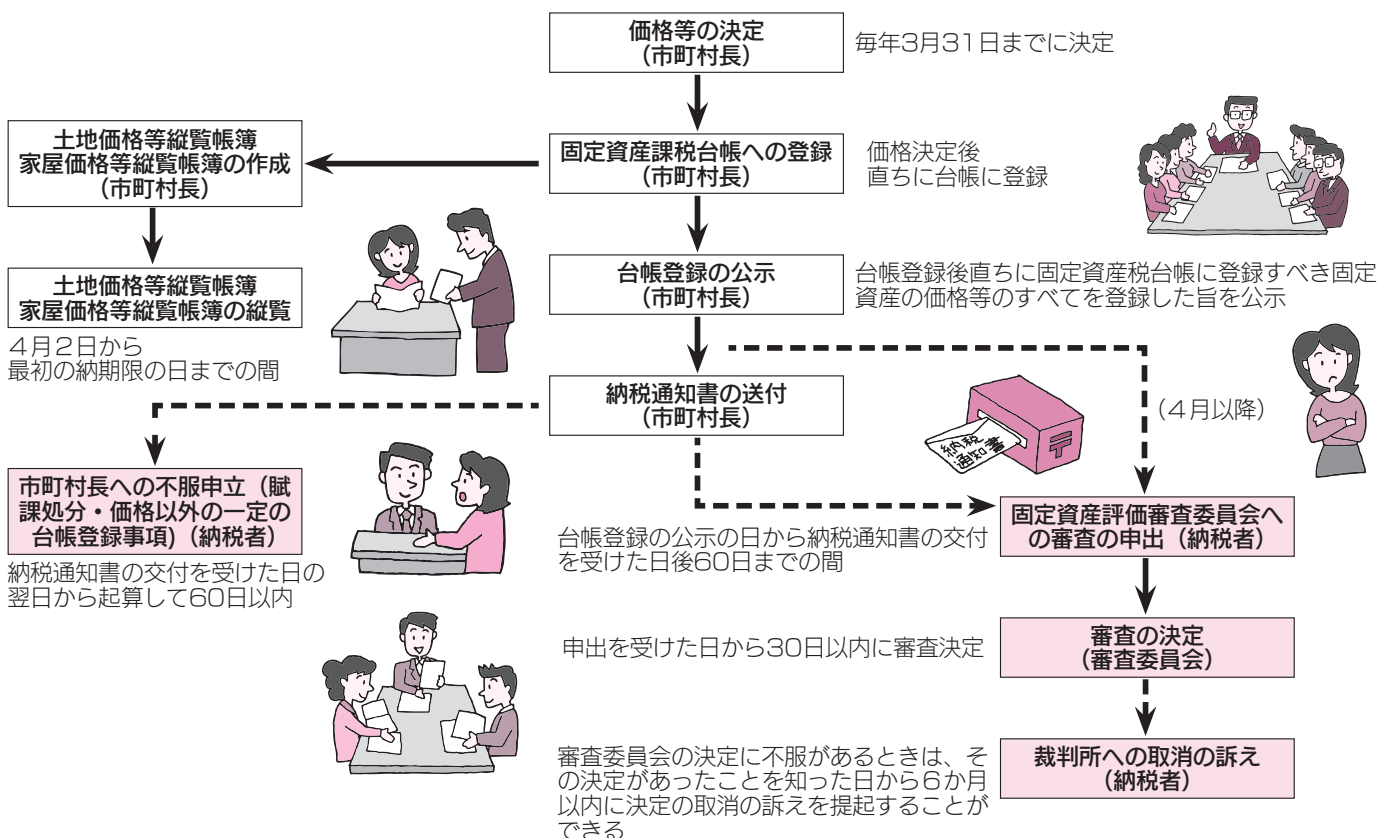 価格等の決定
（市町村長）
毎年3月31日までに決定
土地価格等縦覧帳簿
家屋価格等縦覧帳簿の作成
（市町村長）
固定資産課税台帳への登録
（市町村長）
価格決定後
直ちに台帳に登録
土地価格等縦覧帳簿
家屋価格等縦覧帳簿の縦覧
4月2日から
最初の納期限の日までの間
台帳登録の公示
（市町村長）
台帳登録後直ちに固定資産税台帳に登録すべき固定
資産の価格等のすべてを登録した旨を公示
納税通知書の送付
（市町村長）
納税
通知書
〒
（4月以降）
市町村長への不服申立（賦
課処分・価格以外の一定の
台帳登録事項）（納税者）
納税通知書の交付を受けた日の
翌日から起算して60日以内
台帳登録の公示の日から納税通知書の交付
を受けた日後60日までの間
固定資産評価審査委員会へ
の審査の申出（納税者）
申出を受けた日から30日以内に審査決定
審査の決定
（審査委員会）
審査委員会の決定に不服があるときは、そ
の決定があったことを知った日から6か月
以内に決定の取消の訴えを提起することが
できる
裁判所への取消の訴え
（納税者）